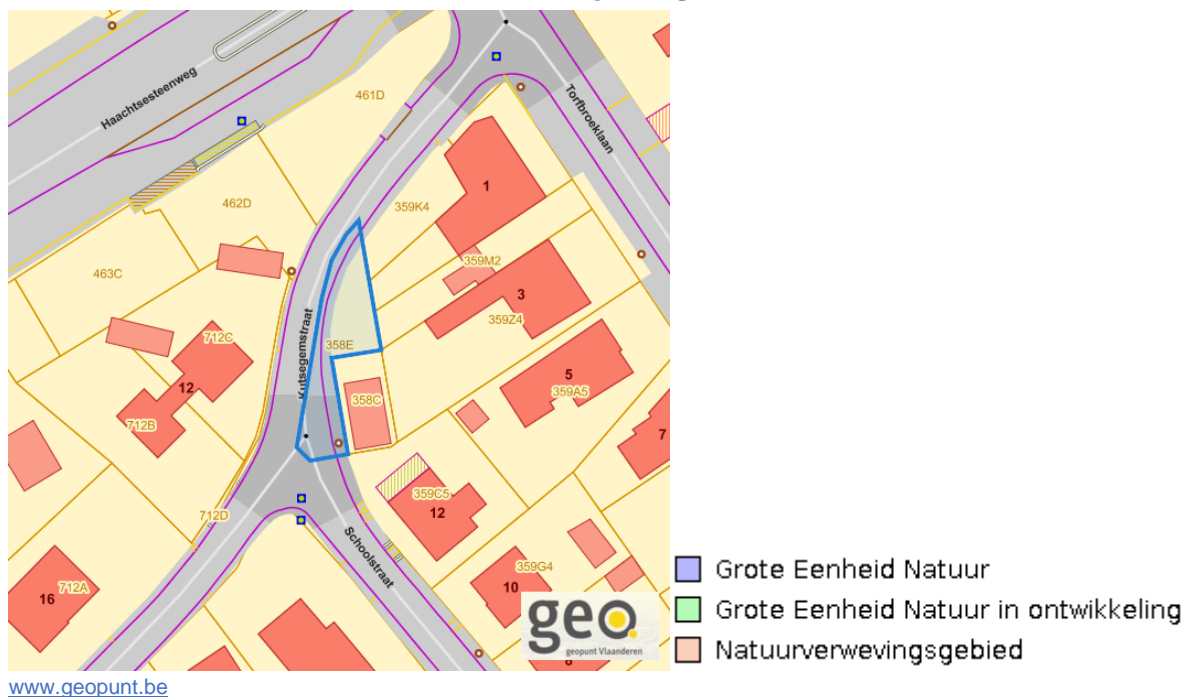 Haachtsesteenweg
461D
Torfbroeklaan
462D
359K4
1
463C
359M2
3
359Z4
Kutsegemstraat
358E
712C
12
5
359A5
358C
712B
7
359C5
12
712D
Schoolstraat
359G4
10
712A
16
8
geo.
geopunt Vlaanderen
Grote Eenheid Natuur
Grote Eenheid Natuur in ontwikkeling
Natuurverwevingsgebied
www.geopunt.be